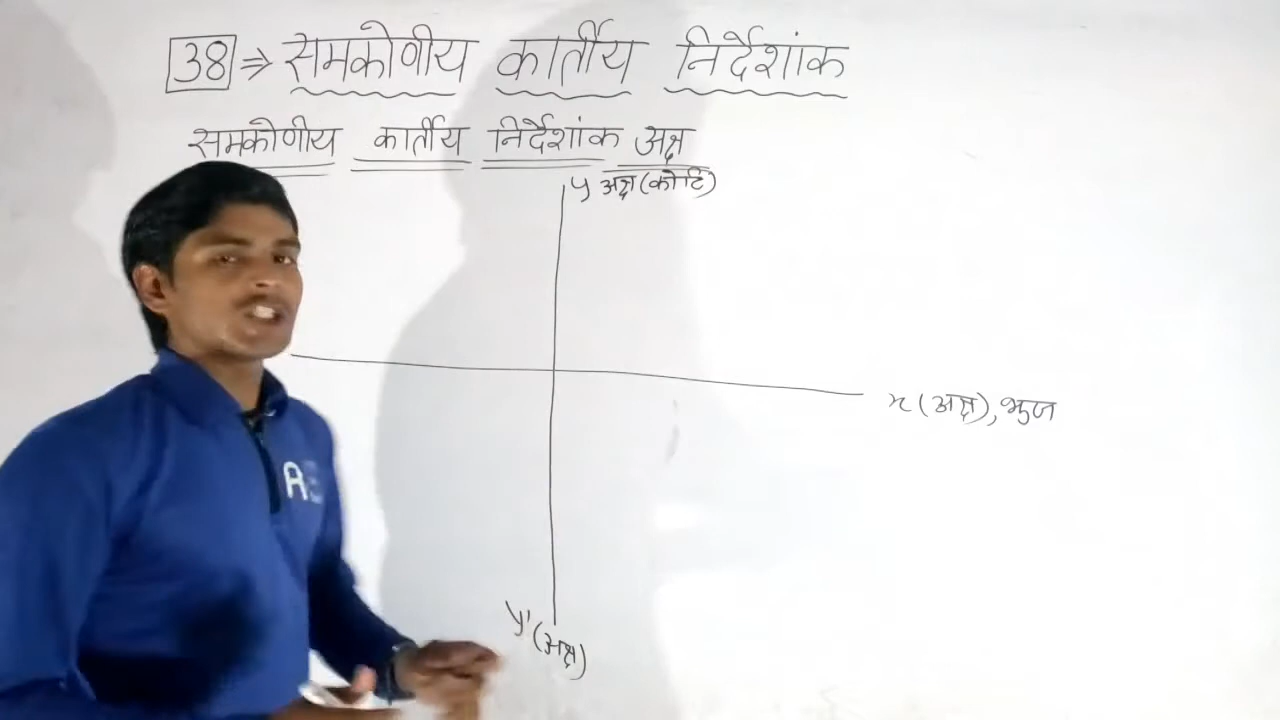 38 ⇒ समकोणीय कार्तीय निर्देशांक
समकोणीय कार्तीय निर्देशांक अक्ष
y अक्ष (कोटि)
x (अक्ष), भुज
y' (अक्ष)